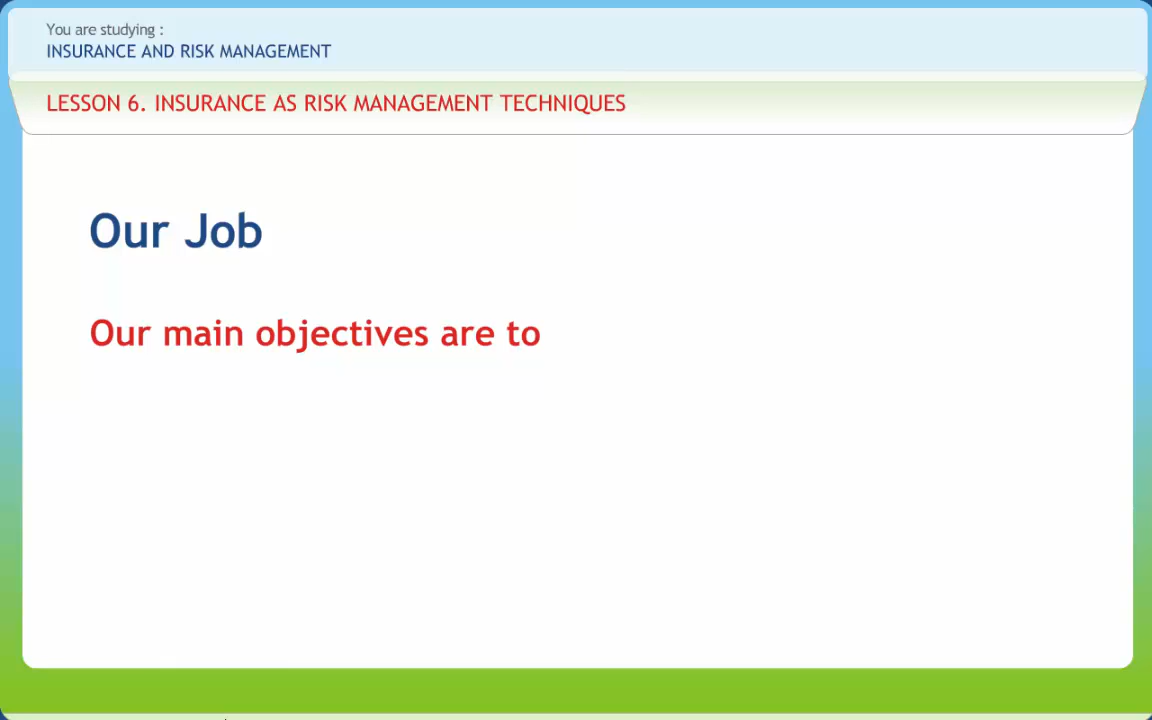 You are studying :
INSURANCE AND RISK MANAGEMENT
LESSON 6. INSURANCE AS RISK MANAGEMENT TECHNIQUES
Our Job
Our main objectives are to